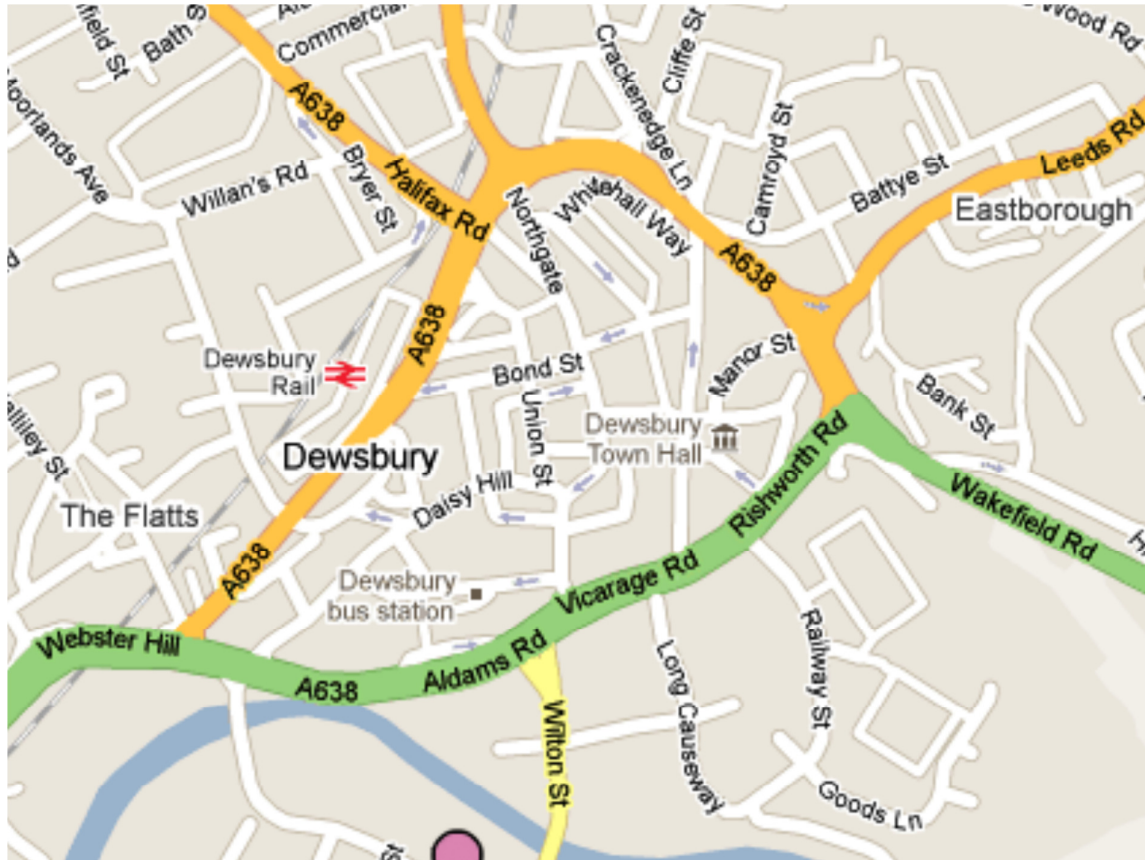 Bath S
Commercia
Crackenedge Ln
Cliffe St
Wood Rd
field St
Moorlands Ave
A638
Bryer St
Halifax Rd
Willan's Rd
Northgate
Whitehall Way
Camroyd St
Battye St
Leeds Rd
Eastborough
A638
A638
Dewsbury
Rail
Bond St
Union St
Manor St
Bank St
Dewsbury
Town Hall
Dewsbury
Daisy Hill
The Flatts
Rishworth Rd
Wakefield Rd
A638
Dewsbury
bus station
Vicarage Rd
Webster Hill
A638
Aldams Rd
Long Causeway
Railway St
Wilton St
Goods Ln